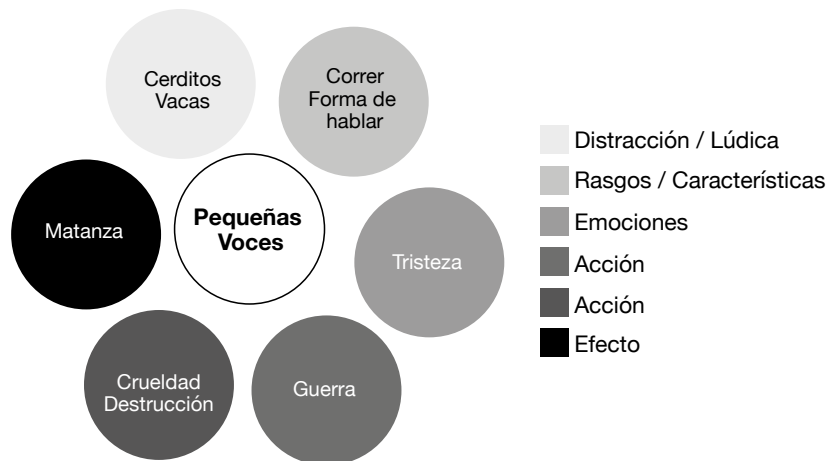 Cerditos
Vacas
Correr
Forma de
hablar
Matanza
Pequeñas
Voces
Tristeza
Crueldad
Destrucción
Guerra
Distracción / Lúdica
Rasgos / Características
Emociones
Acción
Acción
Efecto